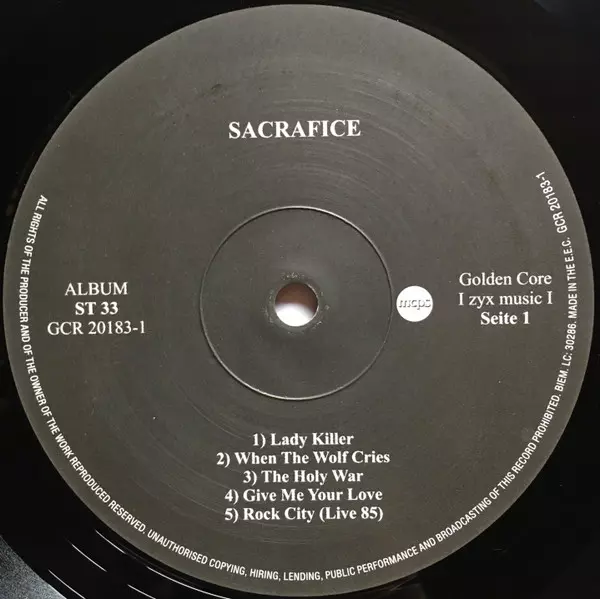 SACRAFICE
ALBUM
ST 33
GCR 20183-1
mcps
Golden Core
I zyx music I
Seite 1
1) Lady Killer
2) When The Wolf Cries
3) The Holy War
4) Give Me Your Love
5) Rock City (Live 85)
ALL RIGHTS OF THE PRODUCER AND OF THE OWNER OF THE WORK REPRODUCED RESERVED. UNAUTHORISED COPYING, HIRING, LENDING, PUBLIC PERFORMANCE AND BROADCASTING OF THIS RECORD PROHIBITED. BIEM. LC: 30286. MADE IN THE E.E.C. GCR 20183-1